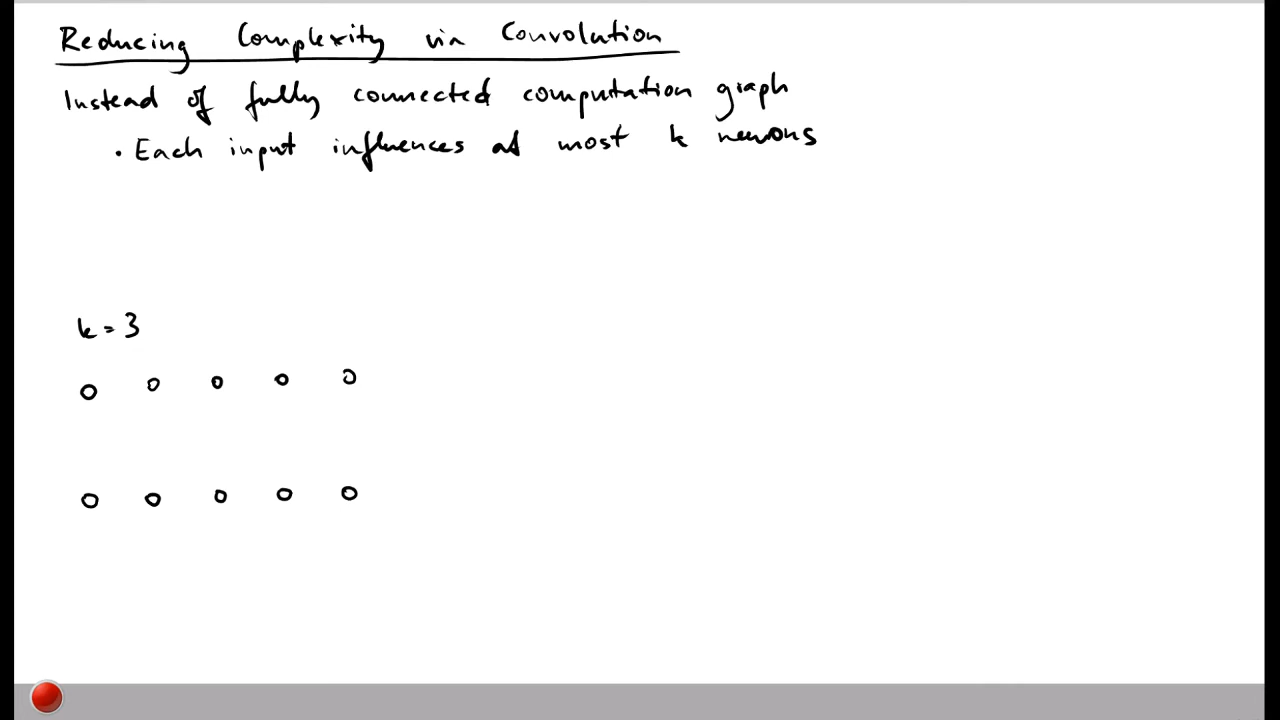 Reducing Complexity via Convolution
Instead of fully connected computation graph
• Each input influences at most k neurons
k = 3